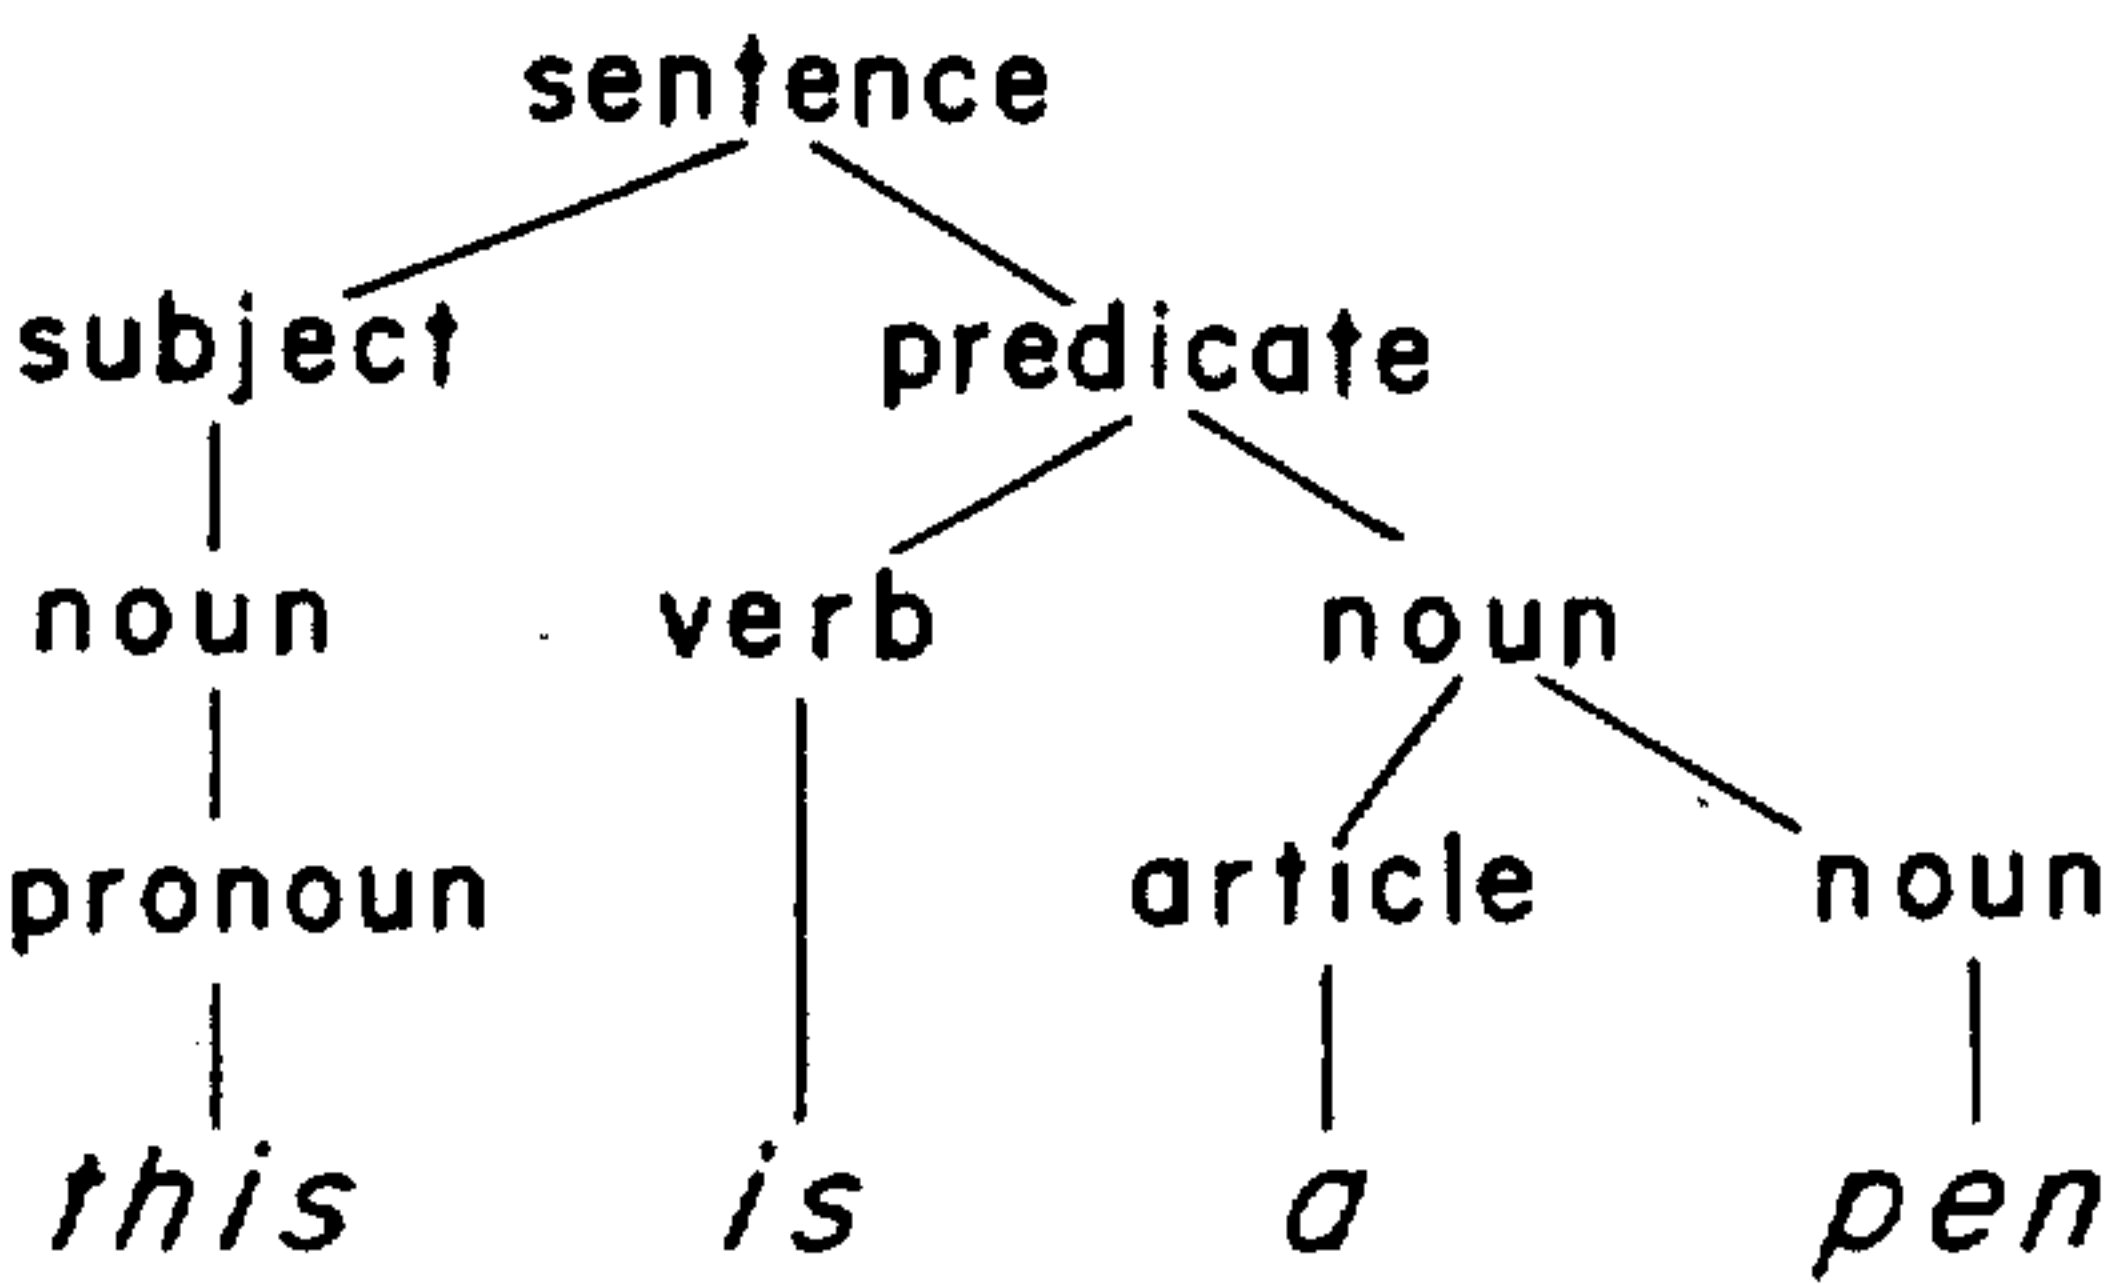 sentence
subject predicate
noun verb noun
pronoun article noun
this is a pen